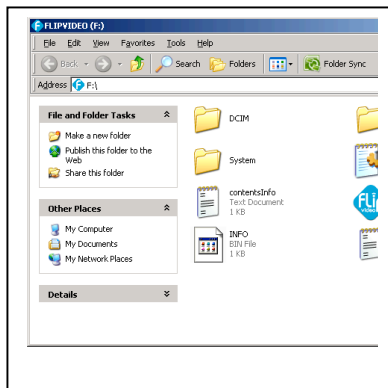 FLIPVIDEO (F:)
File Edit View Favorites Tools Help
Back Search Folders Folder Sync
Address F:\
File and Folder Tasks
Make a new folder
Publish this folder to the
Web
Share this folder
Other Places
My Computer
My Documents
My Network Places
Details
DCIM
System
contentsInfo
Text Document
1 KB
INFO
BIN File
1 KB